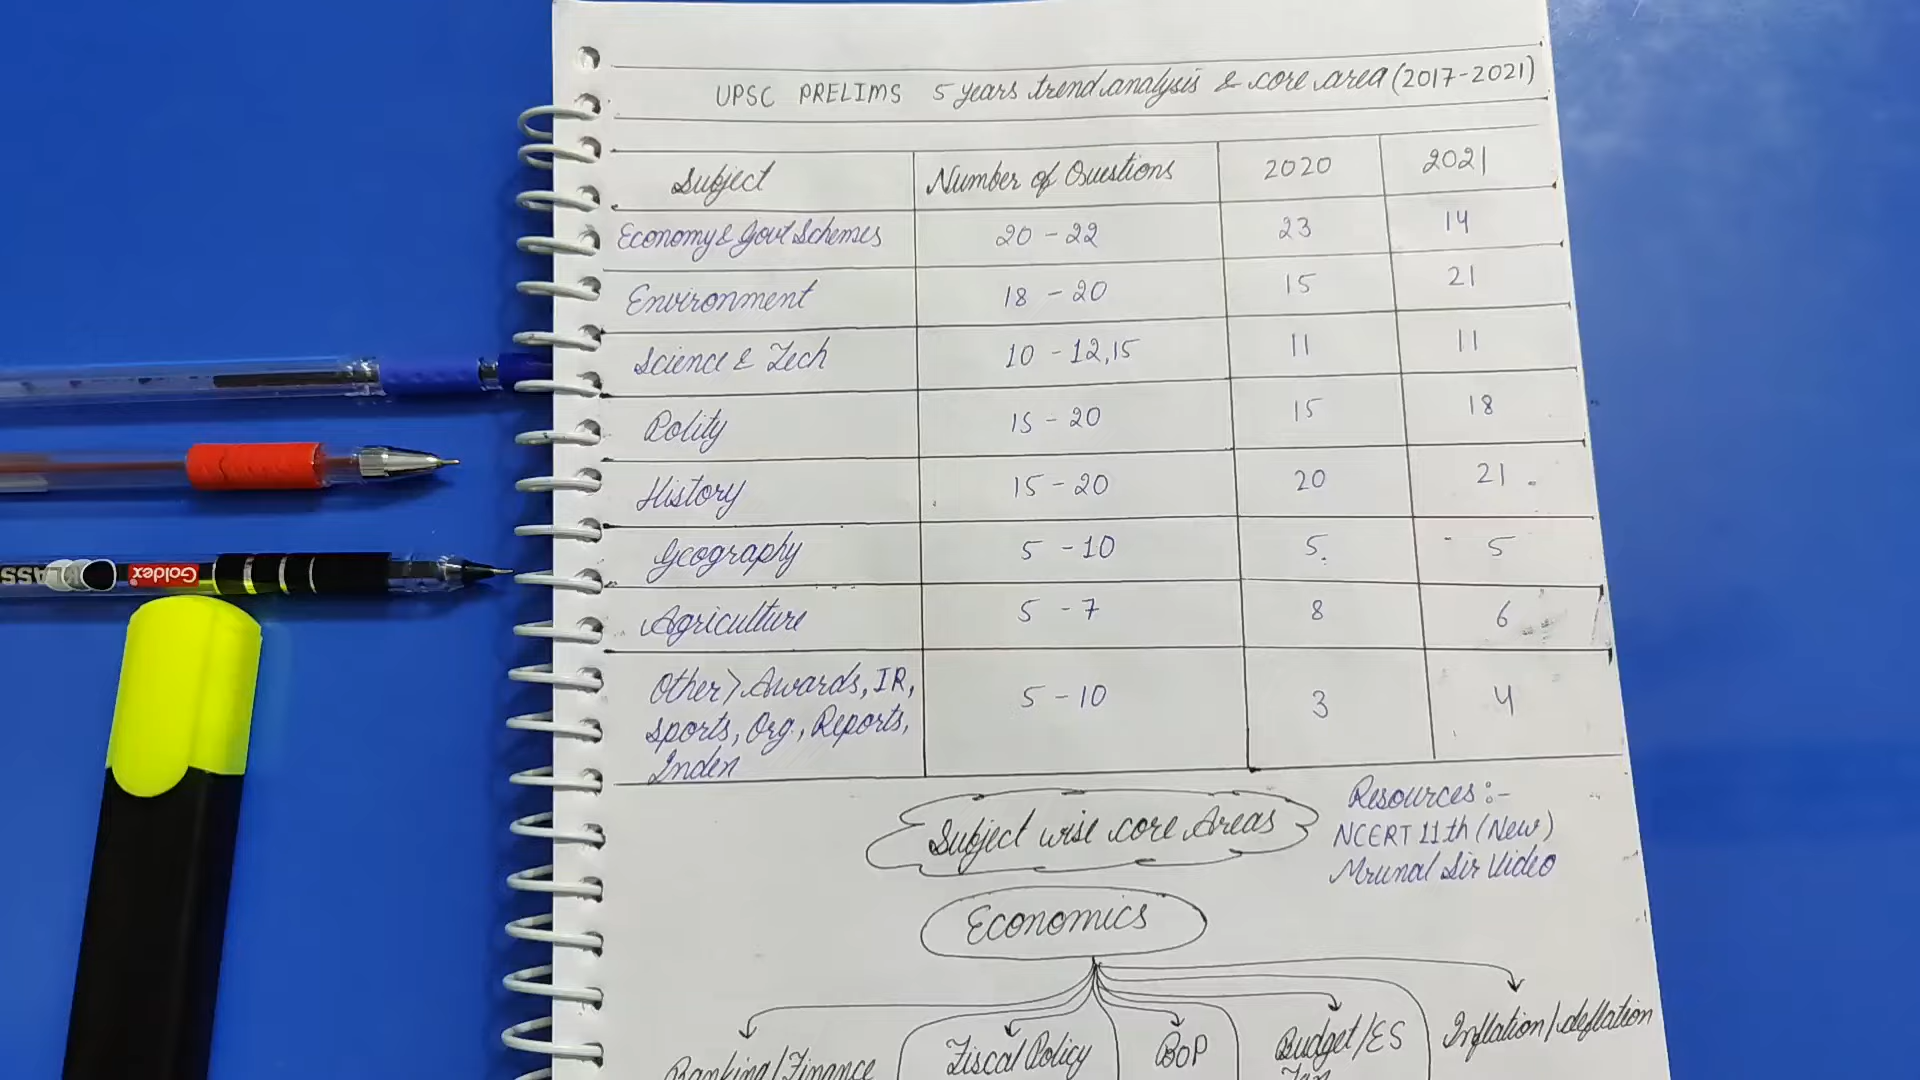 UPSC PRELIMS 5 years trend analysis & core area (2017-2021)
Subject Number of Questions 2020 2021
Economy & Govt Schemes 20 - 22 23 14
Environment 18 - 20 15 21
Science & Tech 10 - 12,15 11 11
Polity 15 - 20 15 18
History 15 - 20 20 21
Geography 5 - 10 5 5
Agriculture 5 - 7 8 6
Other > Awards, IR, 5 - 10 3 4
Sports, Org., Reports,
Index
Subject wise core Areas
Resources :-
NCERT 11th (New)
Mrunal Sir Video
Economics
Banking/Finance Fiscal Policy BOP Budget/ES Inflation/deflation
Goldex